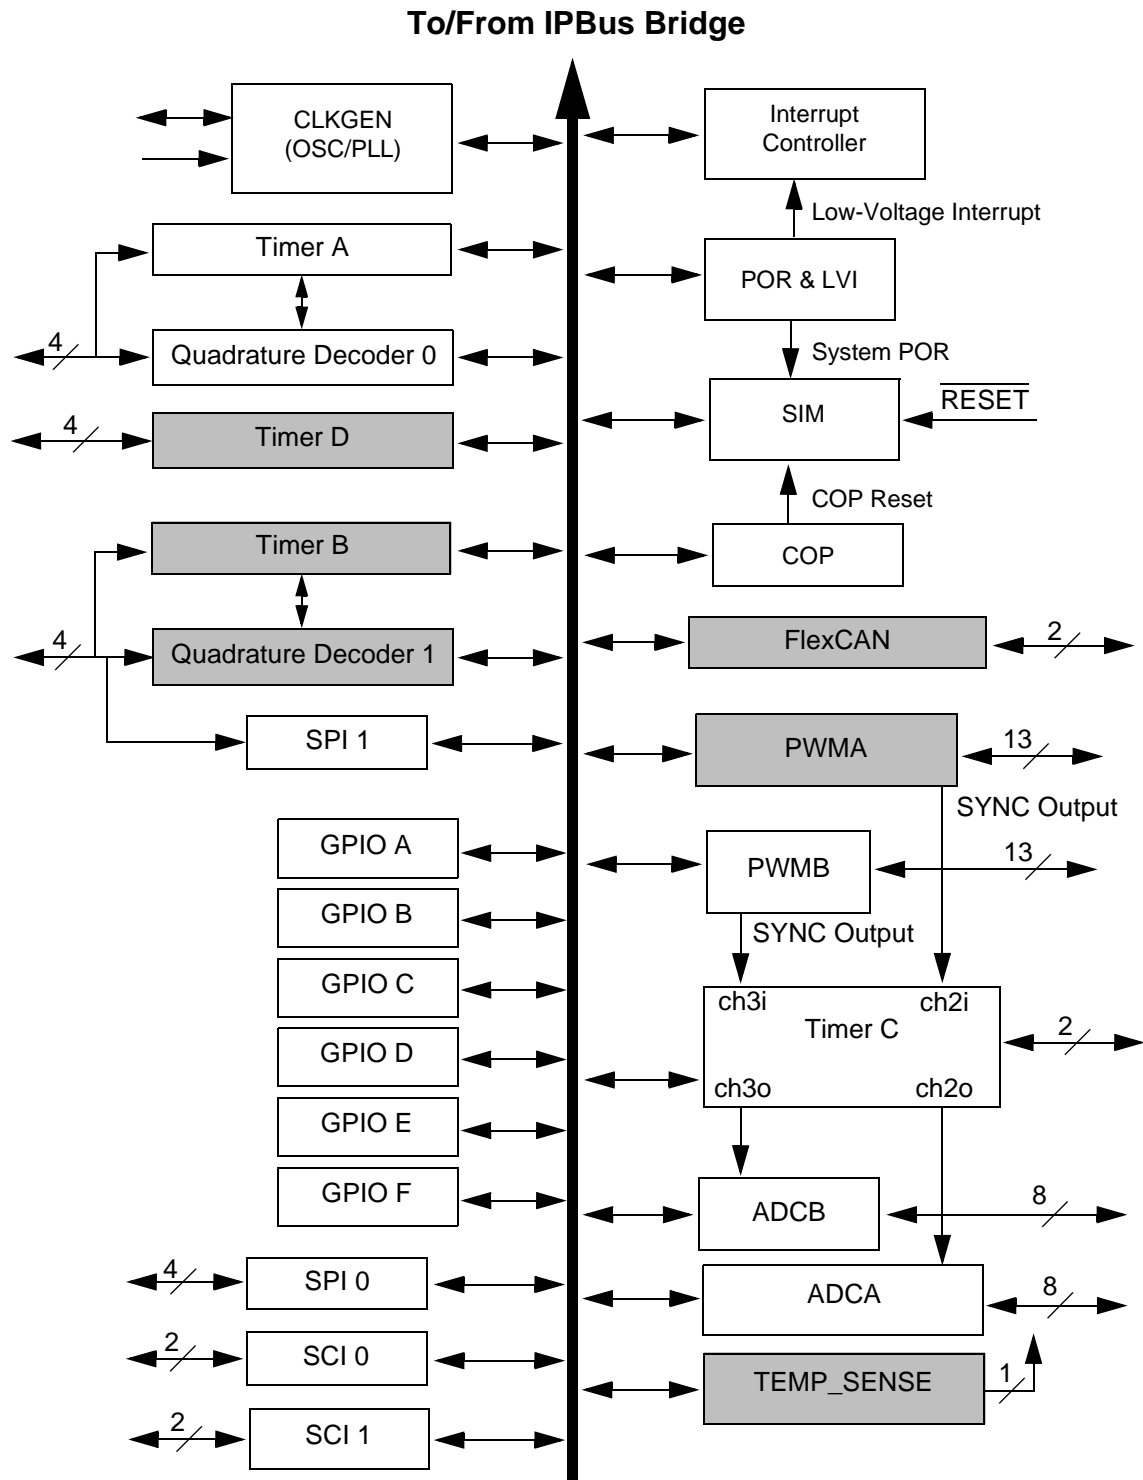 To/From IPBus Bridge
CLKGEN
(OSC/PLL)
Interrupt
Controller
Low-Voltage Interrupt
Timer A
POR & LVI
4
Quadrature Decoder 0
System POR
RESET
SIM
4
Timer D
COP Reset
Timer B
COP
4
Quadrature Decoder 1
FlexCAN
2
SPI 1
PWMA
13
SYNC Output
GPIO A
PWMB
13
GPIO B
SYNC Output
GPIO C
ch3i
ch2i
Timer C
2
GPIO D
ch3o
ch2o
GPIO E
GPIO F
ADCB
8
4
SPI 0
ADCA
8
2
SCI 0
TEMP_SENSE
1
2
SCI 1